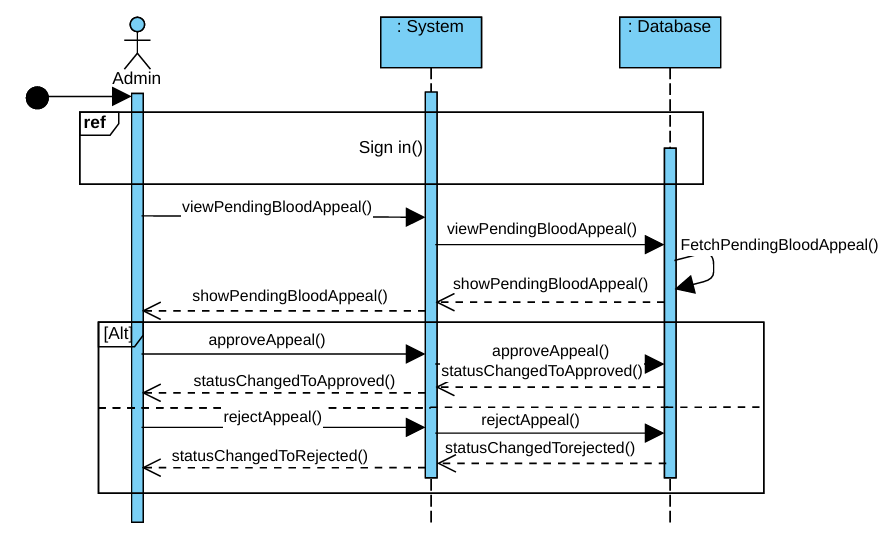 : System
: Database
Admin
ref
Sign in()
viewPendingBloodAppeal()
viewPendingBloodAppeal()
FetchPendingBloodAppeal()
showPendingBloodAppeal()
showPendingBloodAppeal()
[Alt]
approveAppeal()
approveAppeal()
statusChangedToApproved()
statusChangedToApproved()
rejectAppeal()
rejectAppeal()
statusChangedTorejected()
statusChangedToRejected()